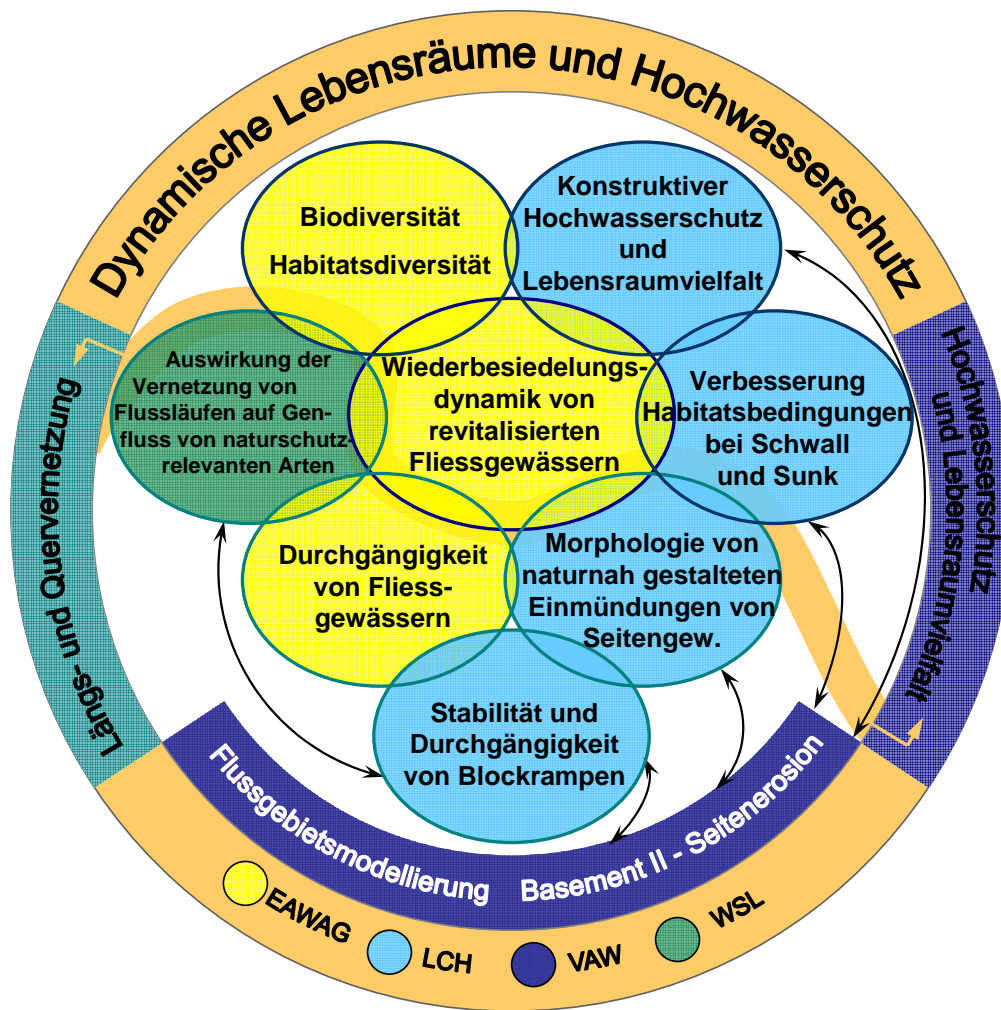 Dynamische Lebensräume und Hochwasserschutz
Biodiversität
Habitatsdiversität
Konstruktiver
Hochwasserschutz
und
Lebensraumvielfalt
Auswirkung der
Vernetzung von
Flussläufen auf Gen-
fluss von naturschutz-
relevanten Arten
Wiederbesiedelungs-
dynamik von
revitalisierten
Fliessgewässern
Verbesserung
Habitatsbedingungen
bei Schwall
und Sunk
Durchgängigkeit
von Fliess-
gewässern
Morphologie von
naturnah gestalteten
Einmündungen von
Seitengew.
Stabilität und
Durchgängigkeit
von Blockrampen
Längs- und Quervernetzung
Hochwasserschutz
und Lebensraumvielfalt
Flussgebietsmodellierung
Basement II - Seitenerosion
EAWAG
LCH
VAW
WSL